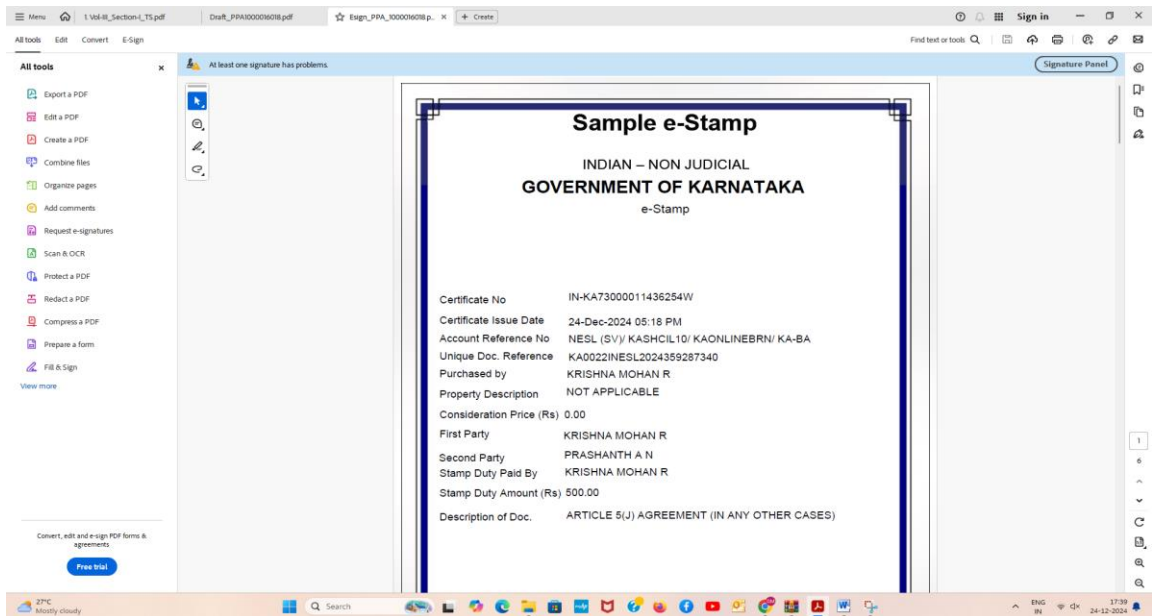 Menu
1. Vol-III_Section-I_TS.pdf
Draft_PPA1000016018.pdf
Esign_PPA_1000016018.p...
+ Create
Sign in
All tools Edit Convert E-Sign
Find text or tools
All tools
At least one signature has problems.
Signature Panel
Export a PDF
Edit a PDF
Create a PDF
Combine files
Organize pages
Add comments
Request e-signatures
Scan & OCR
Protect a PDF
Redact a PDF
Compress a PDF
Prepare a form
Fill & Sign
View more
Convert, edit and e-sign PDF forms & agreements
Free trial
Sample e-Stamp
INDIAN – NON JUDICIAL
GOVERNMENT OF KARNATAKA
e-Stamp
Certificate No IN-KA73000011436254W
Certificate Issue Date 24-Dec-2024 05:18 PM
Account Reference No NESL (SV)/ KASHCIL10/ KAONLINEBRN/ KA-BA
Unique Doc. Reference KA0022INESL2024359287340
Purchased by KRISHNA MOHAN R
Property Description NOT APPLICABLE
Consideration Price (Rs) 0.00
First Party KRISHNA MOHAN R
Second Party PRASHANTH A N
Stamp Duty Paid By KRISHNA MOHAN R
Stamp Duty Amount (Rs) 500.00
Description of Doc. ARTICLE 5(J) AGREEMENT (IN ANY OTHER CASES)
1
6
27°C
Mostly cloudy
Search
ENG
IN
17:39
24-12-2024